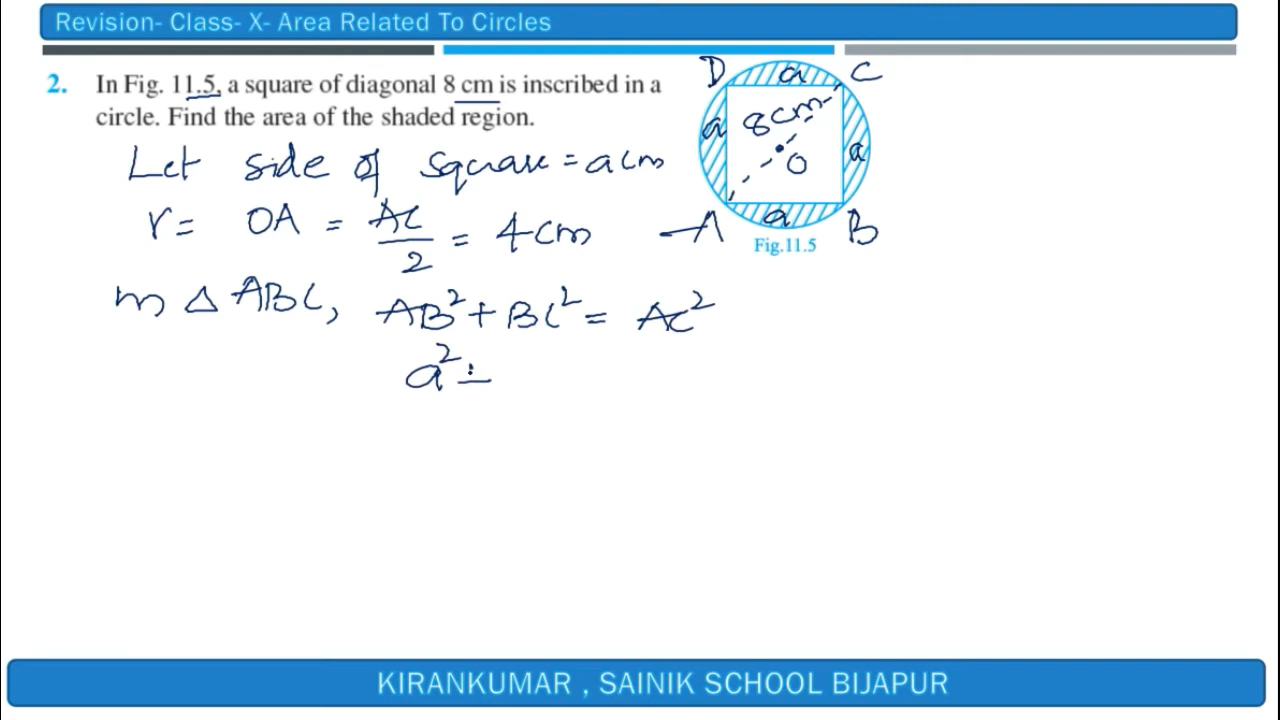 Revision- Class- X- Area Related To Circles
2. In Fig. 11.5, a square of diagonal 8 cm is inscribed in a
circle. Find the area of the shaded region.
Let side of square = a cm
r = OA = AC/2 = 4 cm
In △ ABC, AB² + BC² = AC²
a² =
D a C
a 8 cm a
O
A a B
Fig.11.5
KIRANKUMAR , SAINIK SCHOOL BIJAPUR